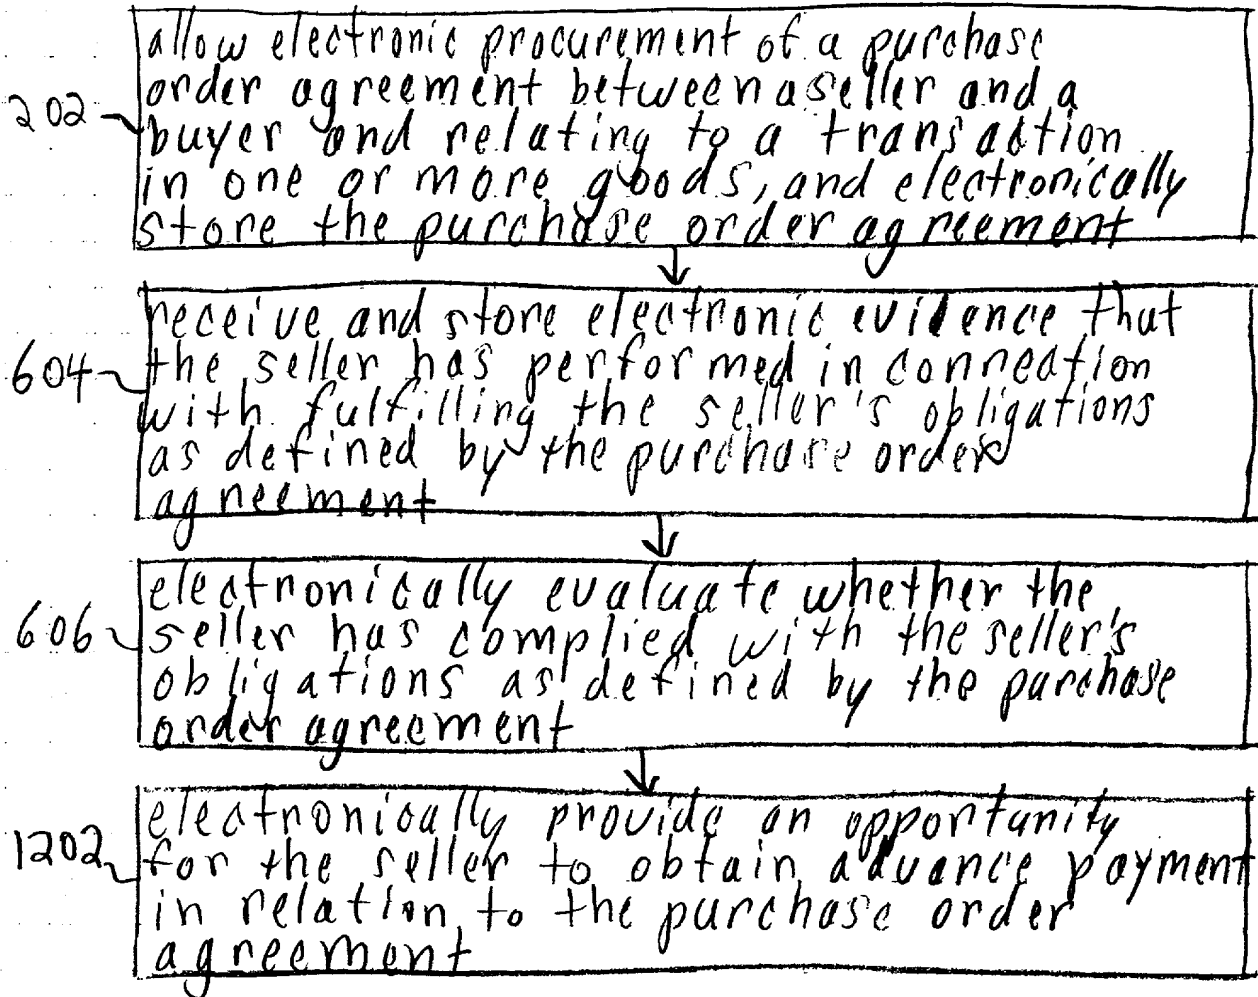 allow electronic procurement of a purchase
order agreement between a seller and a
202
buyer and relating to a transaction
in one or more goods, and electronically
store the purchase order agreement
receive and store electronic evidence that
604
the seller has performed in connection
with fulfilling the seller's obligations
as defined by the purchase order
agreement
electronically evaluate whether the
606
seller has complied with the seller's
obligations as defined by the purchase
order agreement
electronically provide an opportunity
1202
for the seller to obtain advance payment
in relation to the purchase order
agreement